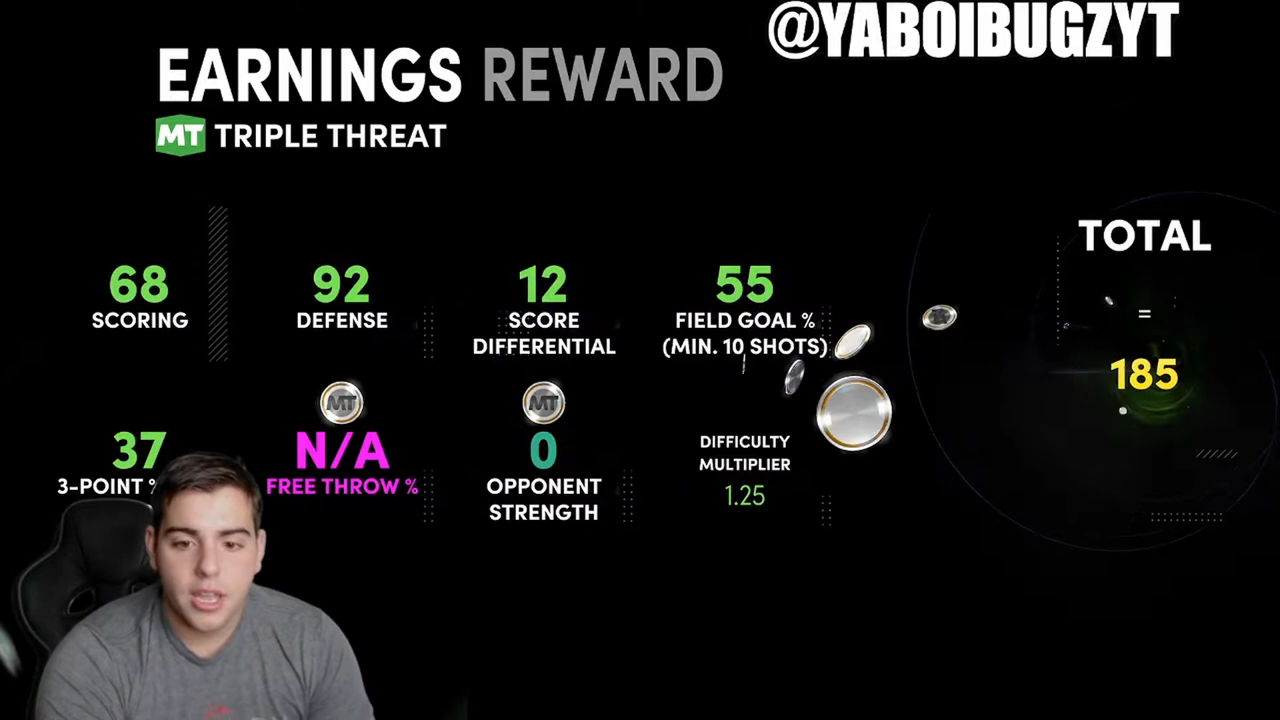 @YABOIBUGZYT
EARNINGS REWARD
MT TRIPLE THREAT
TOTAL
68
SCORING
92
DEFENSE
12
SCORE
DIFFERENTIAL
55
FIELD GOAL %
(MIN. 10 SHOTS)
=
185
MT
MT
37
3-POINT %
N/A
FREE THROW %
0
OPPONENT
STRENGTH
DIFFICULTY
MULTIPLIER
1.25